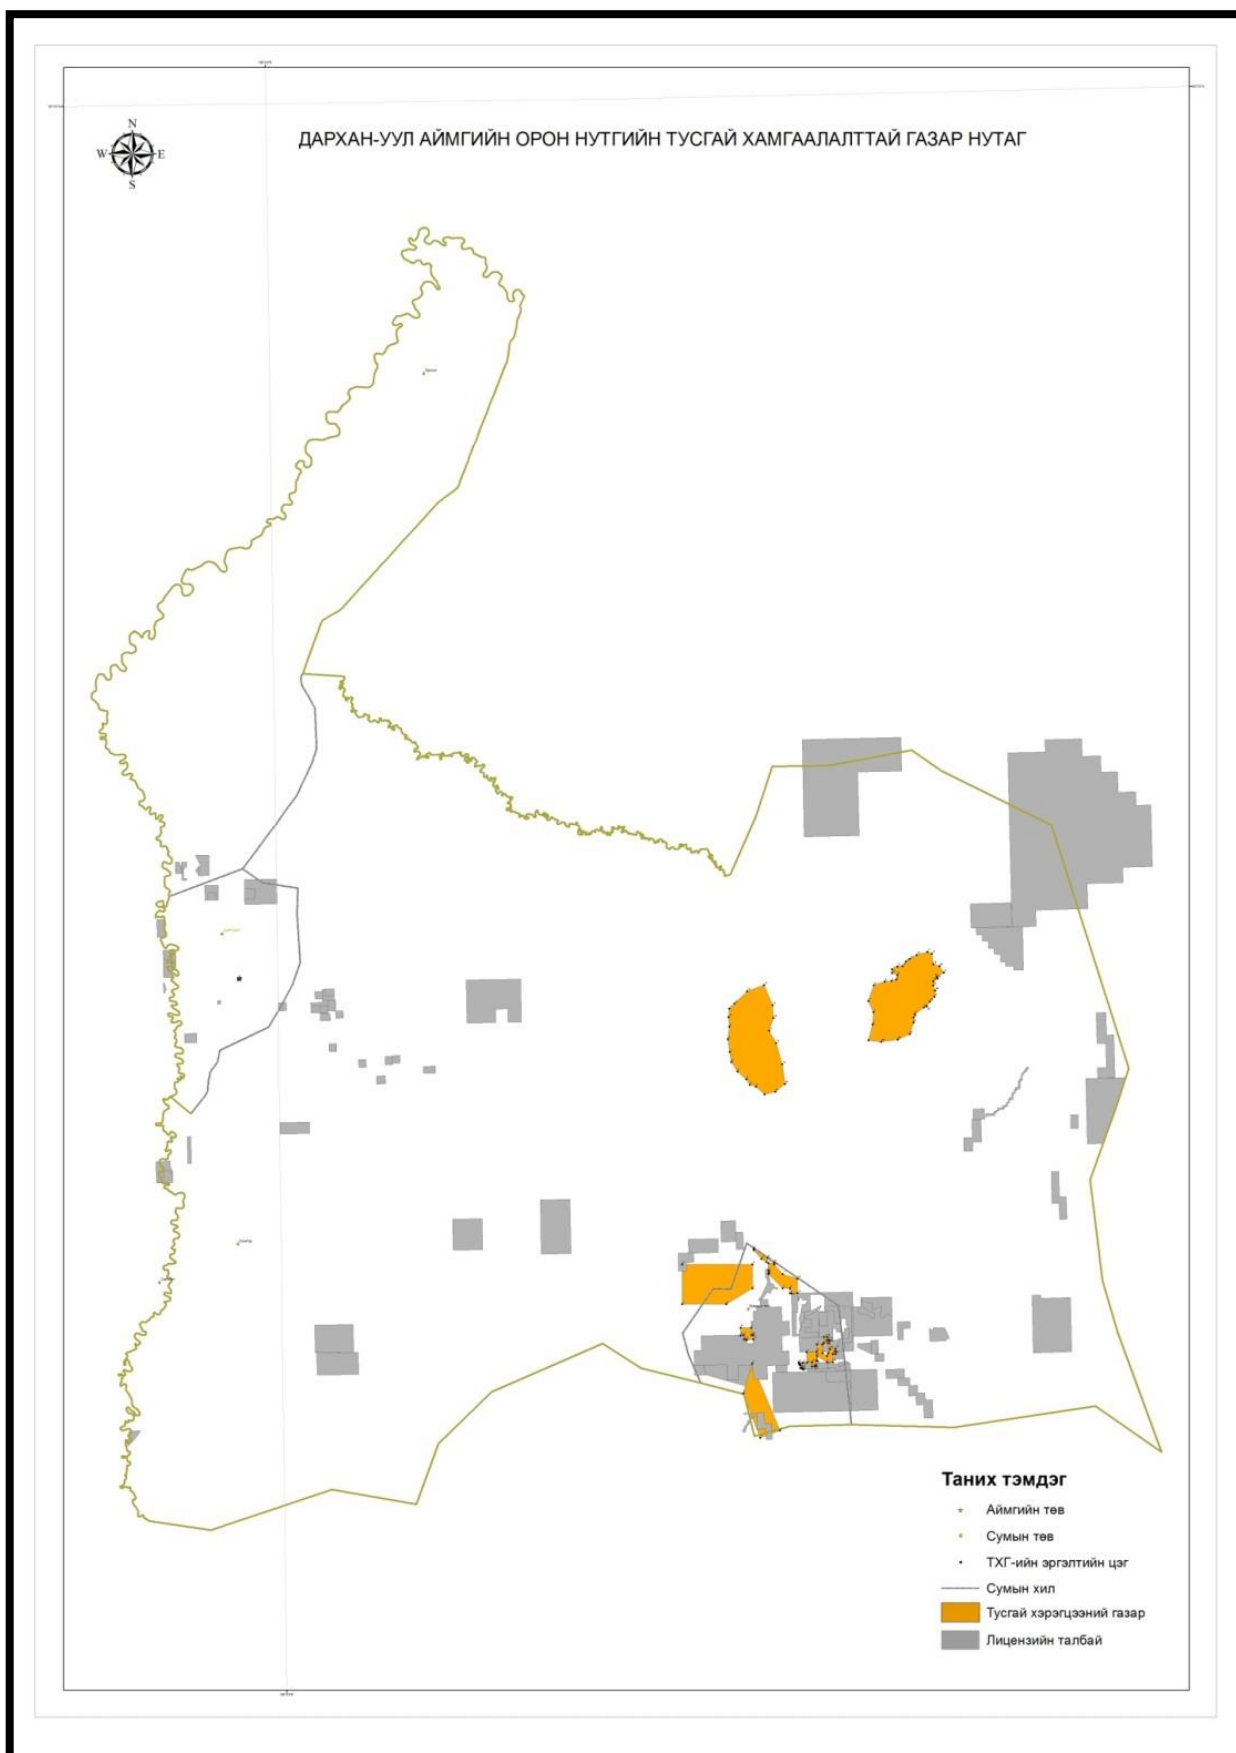 ДАРХАН-УУЛ АЙМГИЙН ОРОН НУТГИЙН ТУСГАЙ ХАМГААЛАЛТТАЙ ГАЗАР НУТАГ
N
W E
S
Таних тэмдэг
Аймгийн төв
Сумын төв
ТХГ-ийн эргэлтийн цэг
Сумын хил
Тусгай хэрэгцээний газар
Лицензийн талбай